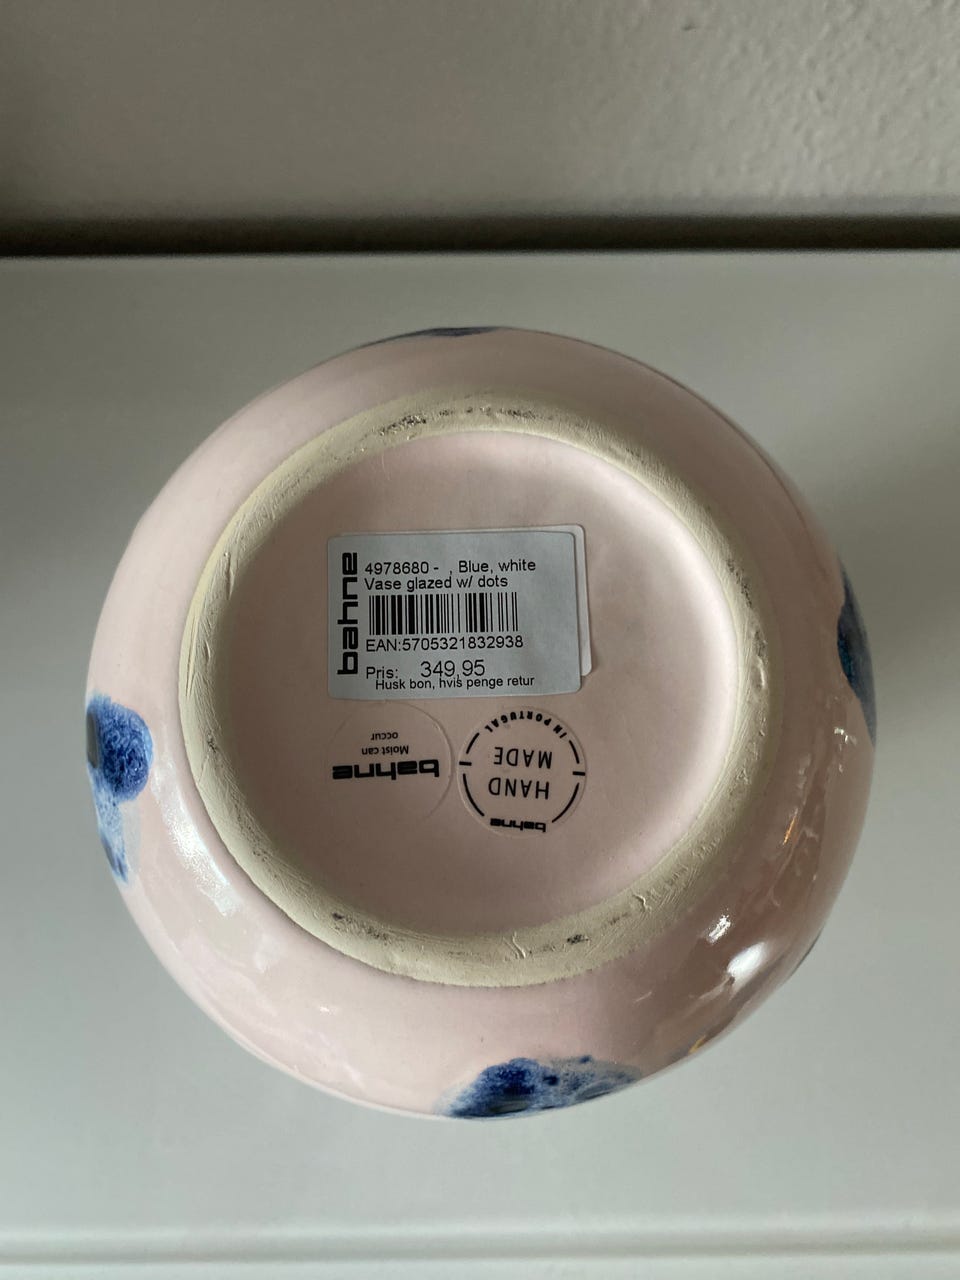 bahne
4978680 - , Blue, white
Vase glazed w/ dots
EAN:5705321832938
Pris: 349,95
Husk bon, hvis penge retur
bahne
Moist can
occur
bahne
HAND
MADE
IN PORTUGAL